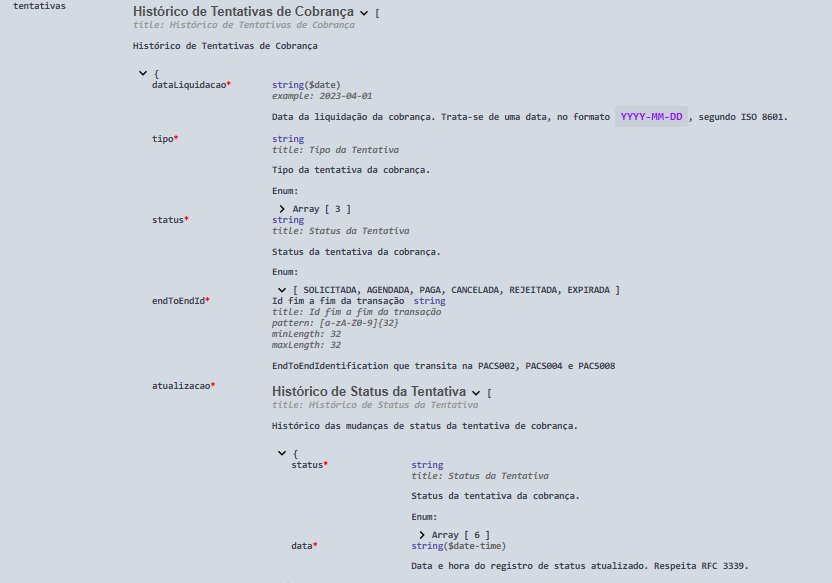 tentativas
Histórico de Tentativas de Cobrança [
title: Histórico de Tentativas de Cobrança
Histórico de Tentativas de Cobrança
{
dataLiquidacao* string($date)
example: 2023-04-01
Data da liquidação da cobrança. Trata-se de uma data, no formato YYYY-MM-DD , segundo ISO 8601.
tipo* string
title: Tipo da Tentativa
Tipo da tentativa da cobrança.
Enum:
Array [ 3 ]
status* string
title: Status da Tentativa
Status da tentativa da cobrança.
Enum:
[ SOLICITADA, AGENDADA, PAGA, CANCELADA, REJEITADA, EXPIRADA ]
endToEndId* Id fim a fim da transação string
title: Id fim a fim da transação
pattern: [a-zA-Z0-9]{32}
minLength: 32
maxLength: 32
EndToEndIdentification que transita na PACS002, PACS004 e PACS008
atualizacao* Histórico de Status da Tentativa [
title: Histórico de Status da Tentativa
Histórico das mudanças de status da tentativa de cobrança.
{
status* string
title: Status da Tentativa
Status da tentativa da cobrança.
Enum:
Array [ 6 ]
data* string($date-time)
Data e hora do registro de status atualizado. Respeita RFC 3339.